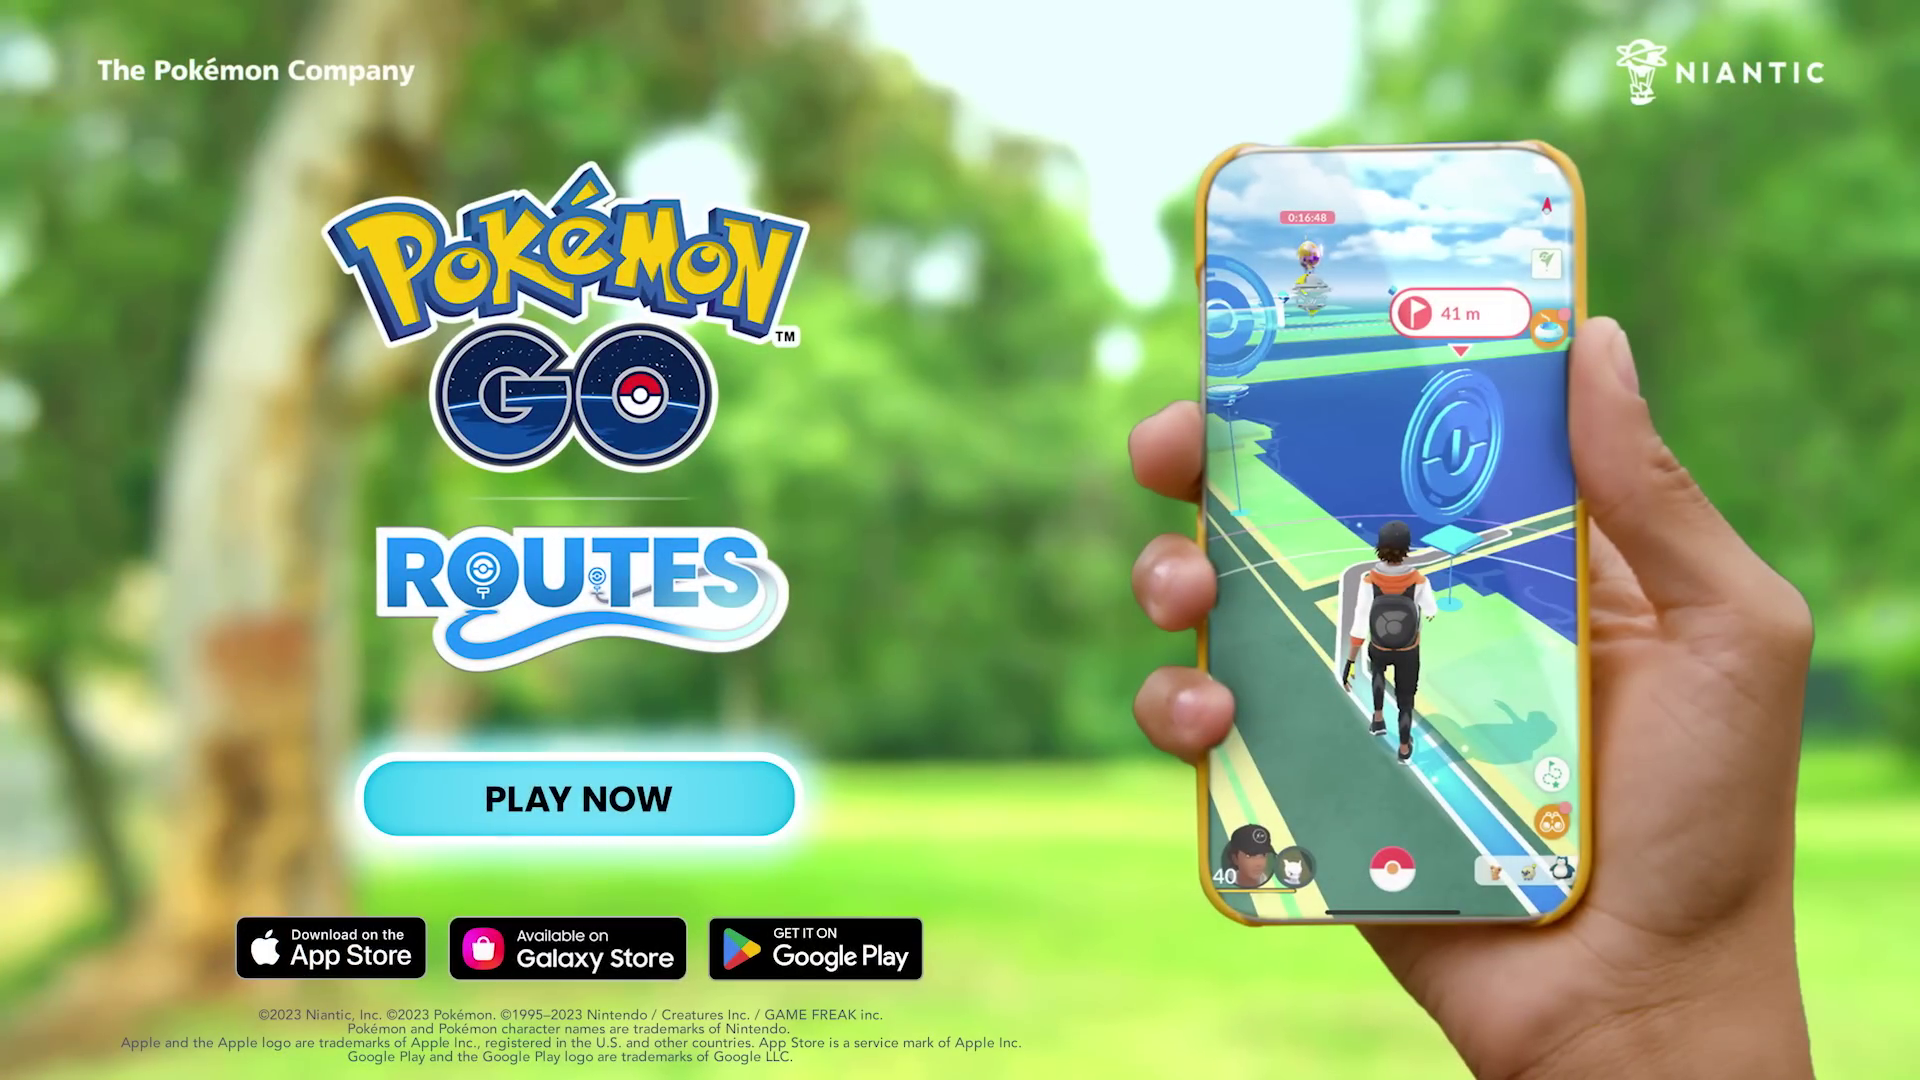 The Pokémon Company
NIANTIC
POKÉMON
™
GO
ROUTES
PLAY NOW
0:16:48
41 m
40
Download on the
App Store
Available on
Galaxy Store
GET IT ON
Google Play
©2023 Niantic, Inc. ©2023 Pokémon. ©1995–2023 Nintendo / Creatures Inc. / GAME FREAK inc.
Pokémon and Pokémon character names are trademarks of Nintendo.
Apple and the Apple logo are trademarks of Apple Inc., registered in the U.S. and other countries. App Store is a service mark of Apple Inc.
Google Play and the Google Play logo are trademarks of Google LLC.